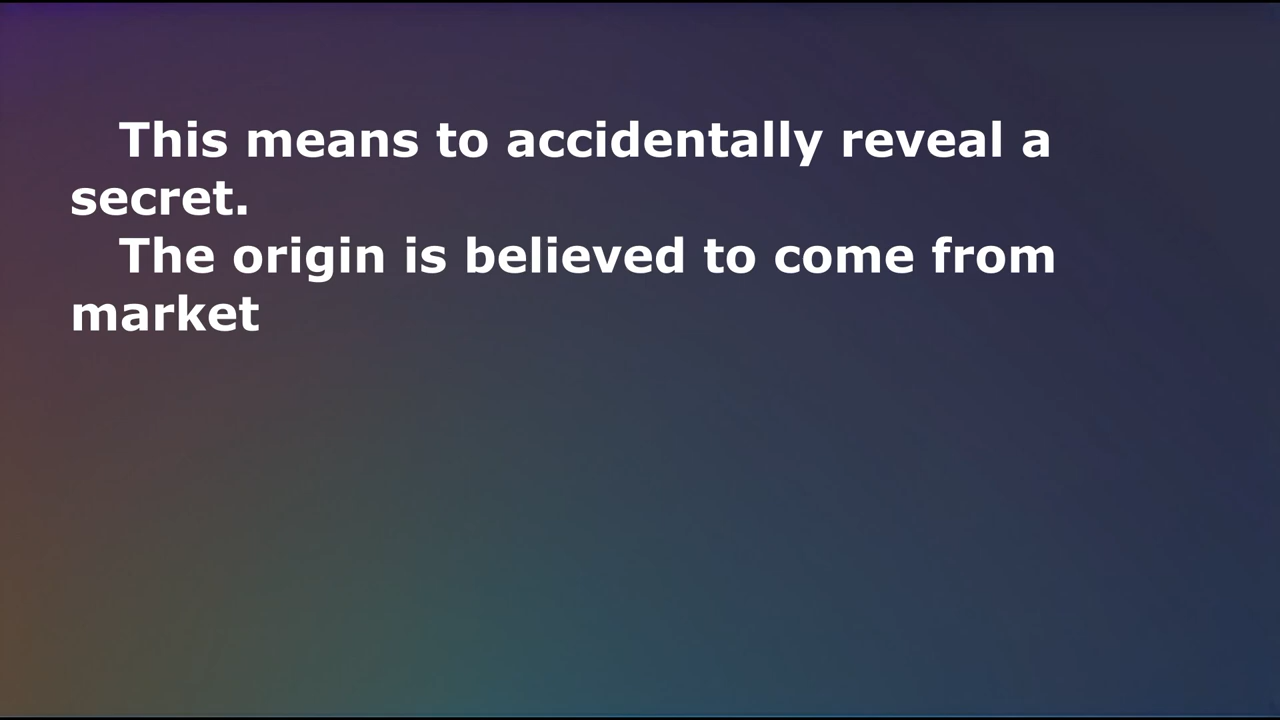 This means to accidentally reveal a
secret.
The origin is believed to come from
market